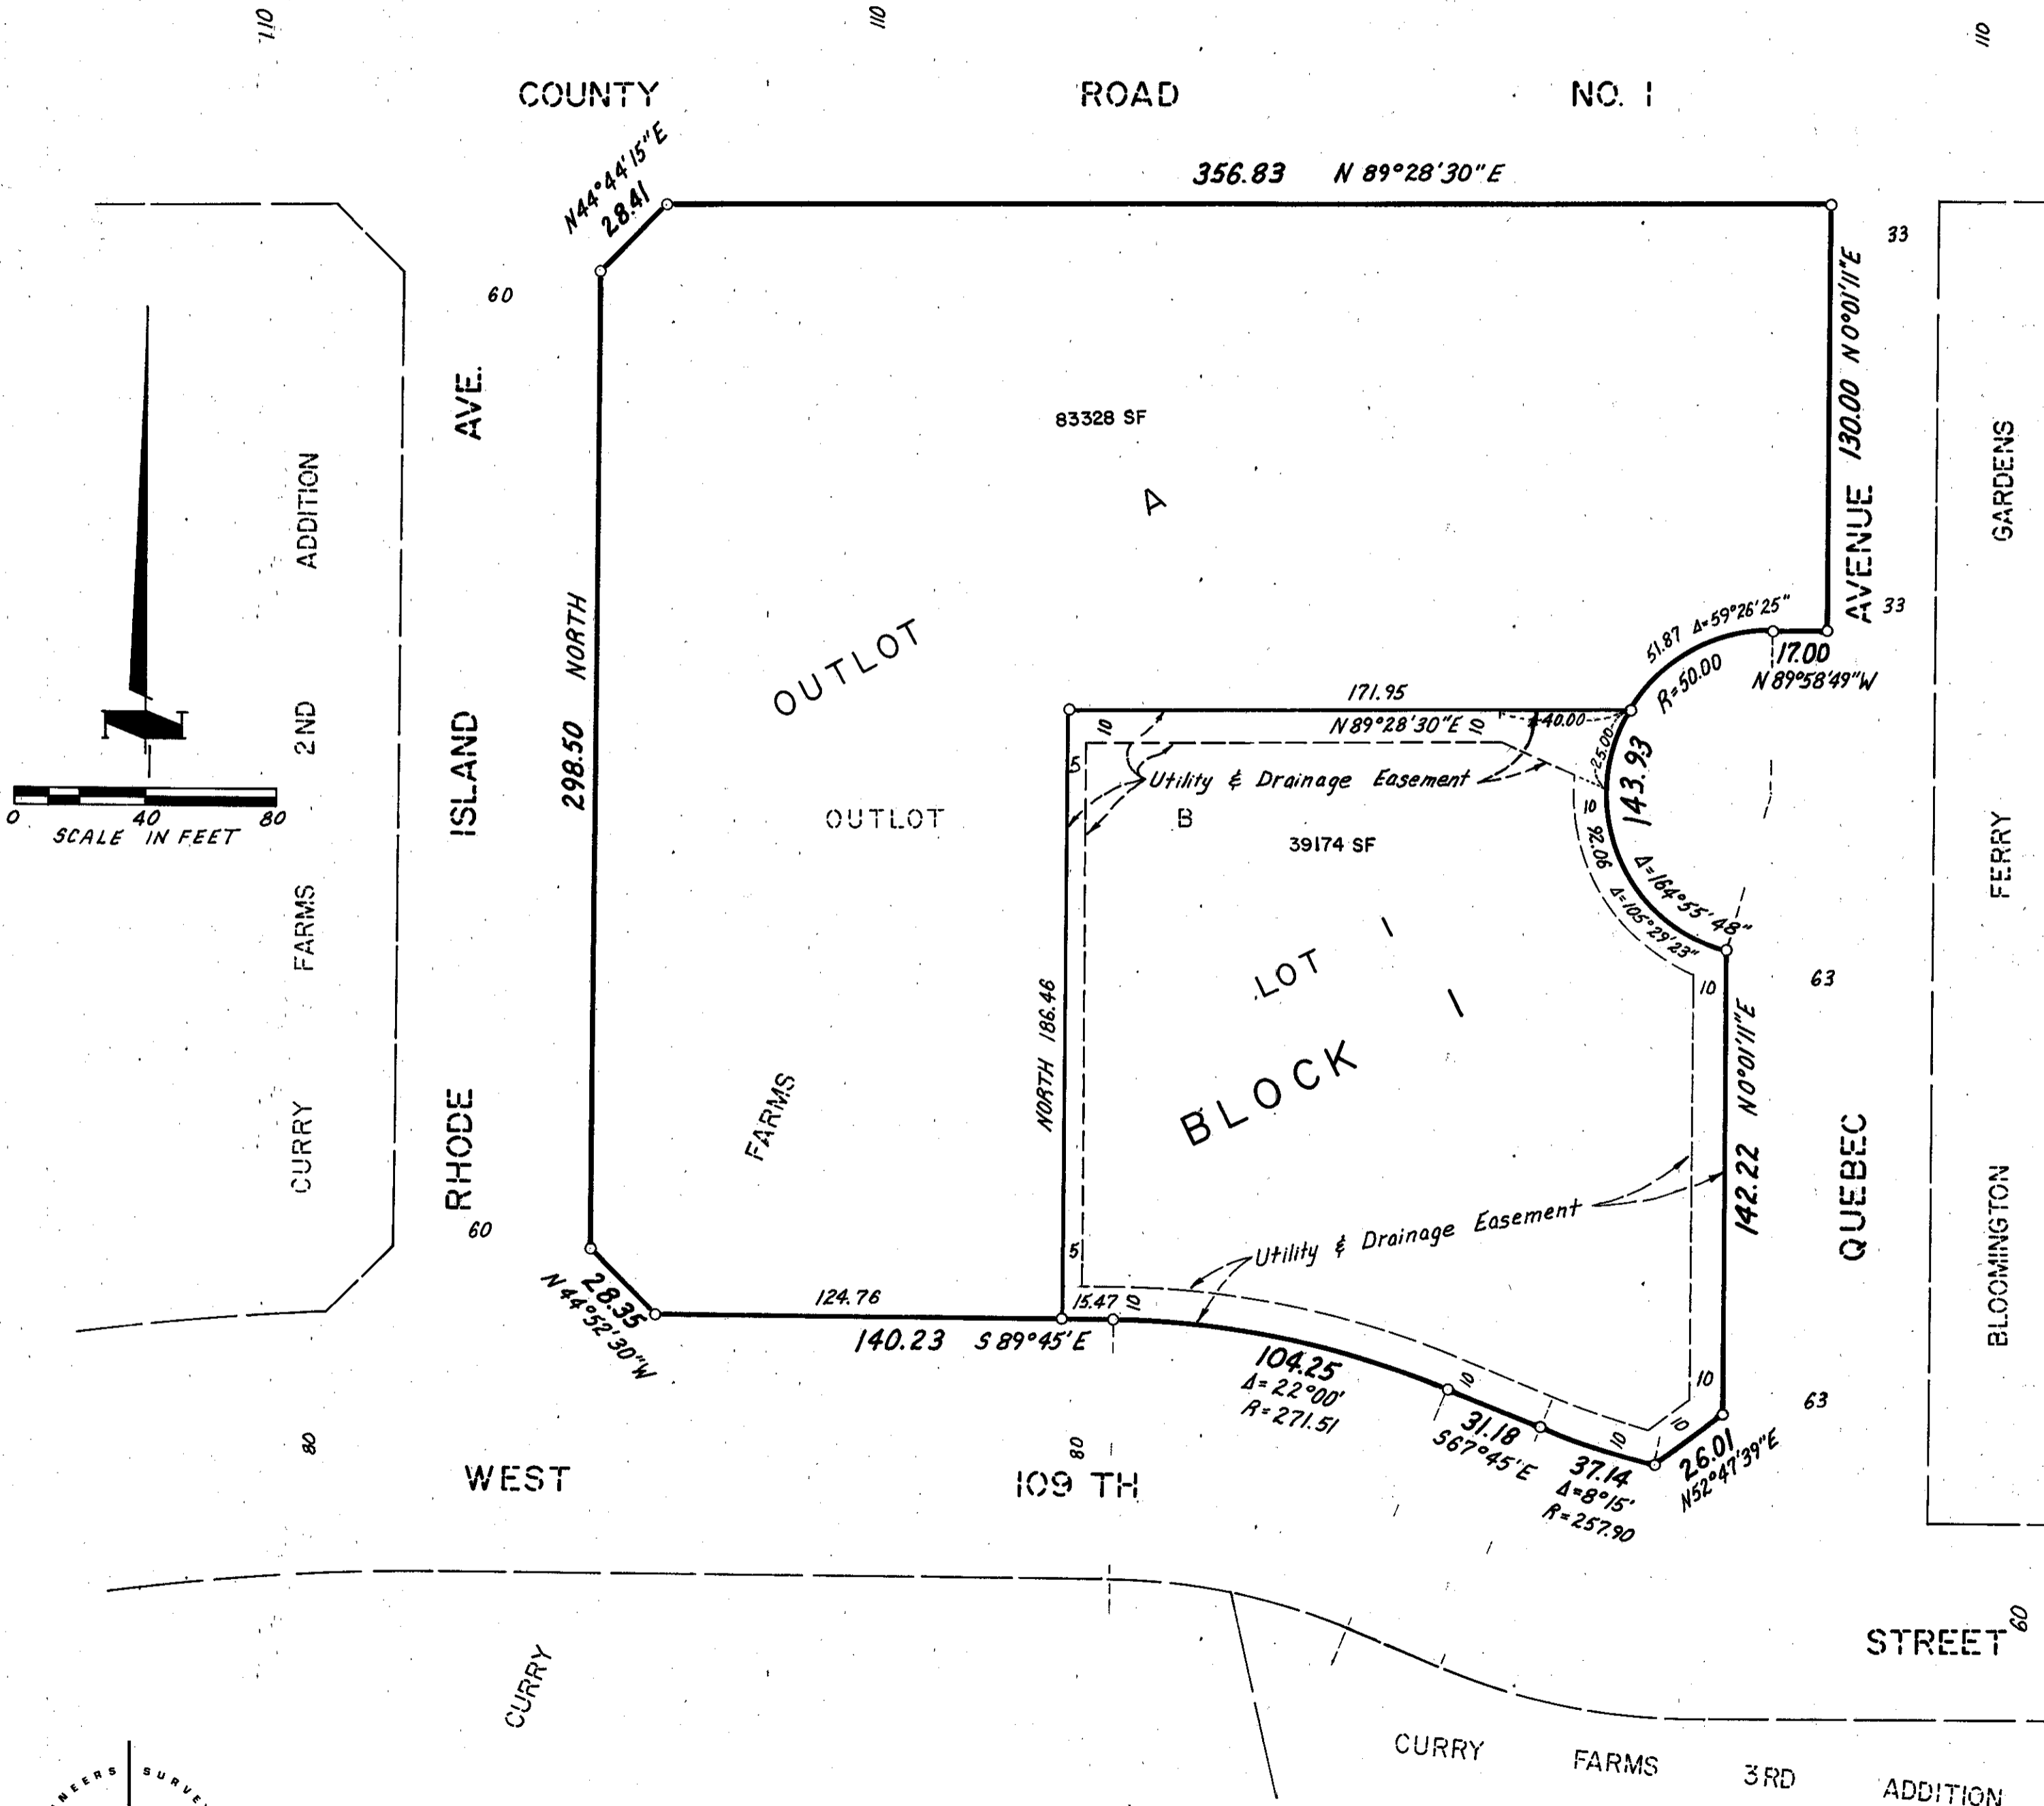 110
110
110
COUNTY ROAD NO. 1
N44°44'15"E
28.41
356.83 N 89°28'30"E
33
130.00 N0°01'11"E
60
AVE.
83328 SF
A
ADDITION
GARDENS
AVENUE
33
298.50 NORTH
OUTLOT
51.87 Δ=59°26'25"
R=50.00
17.00
N89°58'49"W
171.95
N89°28'30"E
10
10
40.00
25.00
143.93
2ND
ISLAND
5
Utility & Drainage Easement
0 40 80
SCALE IN FEET
OUTLOT B
39174 SF
10
92.06
Δ=164°55'48"
Δ=105°29'23"
FERRY
FARMS
LOT 1
BLOCK 1
10
63
NORTH 186.46
N0°01'11"E
142.22
CURRY
RHODE
FARMS
QUEBEC
BLOOMINGTON
60
5
Utility & Drainage Easement
28.35
N44°52'30"W
124.76
15.47
10
140.23 S89°45'E
104.25
Δ=22°00'
R=271.51
10
31.18
S67°45'E
10
37.14
Δ=8°15'
R=257.90
10
10
26.01
N52°47'39"E
63
80
80
WEST 109TH
STREET
60
CURRY
CURRY FARMS 3RD ADDITION
NEERS SURVE